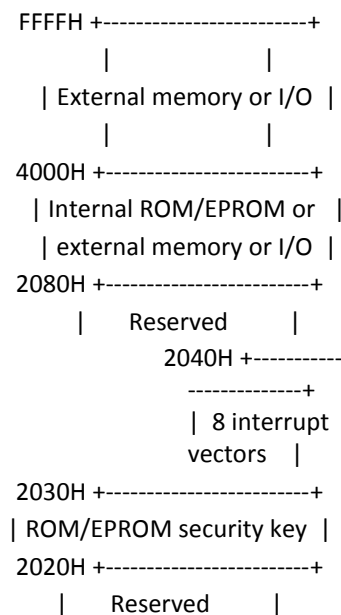 FFFFH +-------------------------+
|                         |
| External memory or I/O  |
|                         |
4000H +-------------------------+
| Internal ROM/EPROM or   |
| external memory or I/O  |
2080H +-------------------------+
|      Reserved         |
2040H +-----------
--------------+
|  8 interrupt
vectors   |
2030H +-------------------------+
| ROM/EPROM security key  |
2020H +-------------------------+
|      Reserved         |